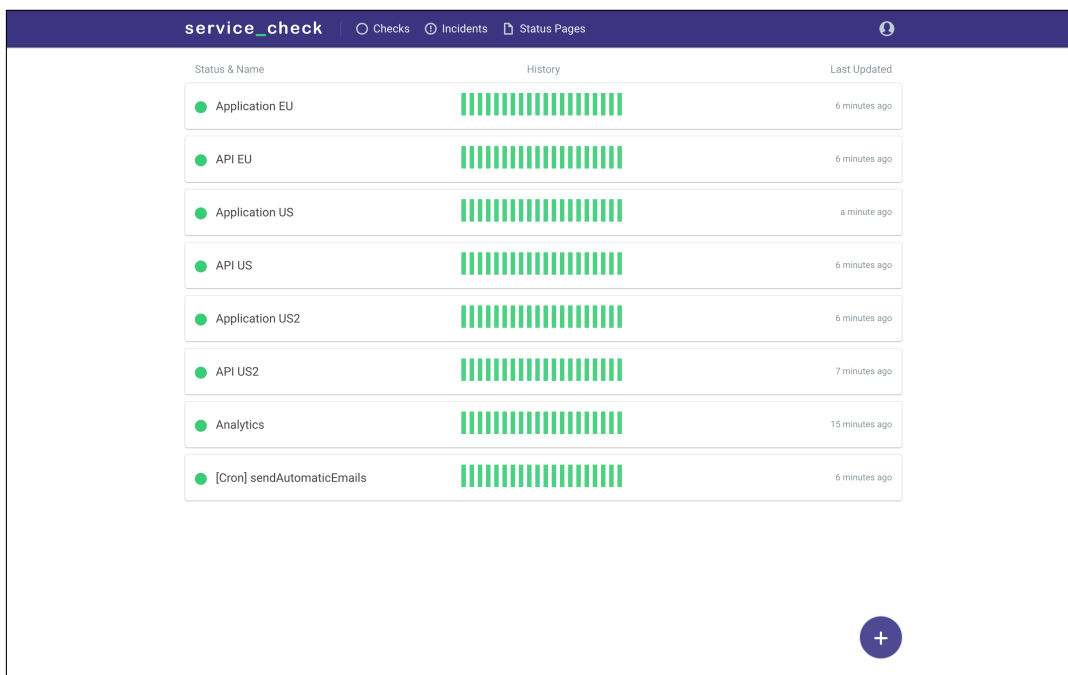 service_check Checks Incidents Status Pages
Status & Name History Last Updated
Application EU 6 minutes ago
API EU 6 minutes ago
Application US a minute ago
API US 6 minutes ago
Application US2 6 minutes ago
API US2 7 minutes ago
Analytics 15 minutes ago
[Cron] sendAutomaticEmails 6 minutes ago
+